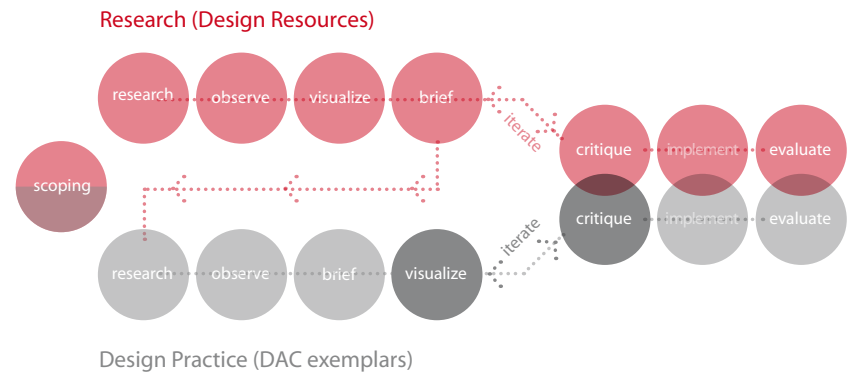 Research (Design Resources)
research observe visualize brief
iterate
critique implement evaluate
scoping
critique implement evaluate
iterate
research observe brief visualize
Design Practice (DAC exemplars)